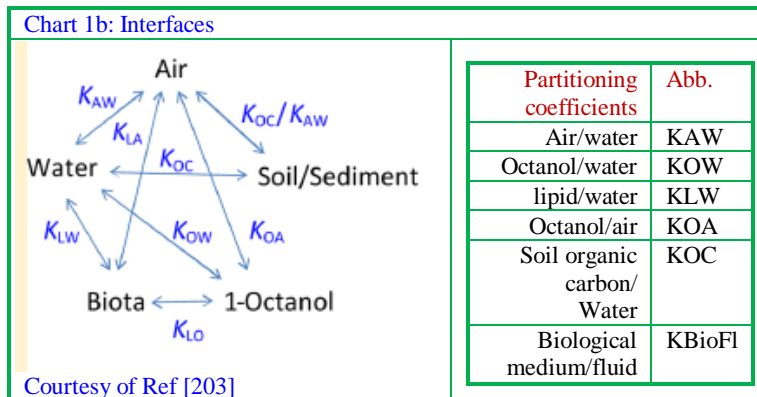 Chart 1b: Interfaces
Air
KAW
KOC/ KAW
KLA
Water
KOC
Soil/Sediment
KLW
KOW
KOA
Biota
1-Octanol
KLO
Courtesy of Ref [203]
Partitioning Abb.
coefficients
Air/water KAW
Octanol/water KOW
lipid/water KLW
Octanol/air KOA
Soil organic KOC
carbon/
Water
Biological KBioFl
medium/fluid